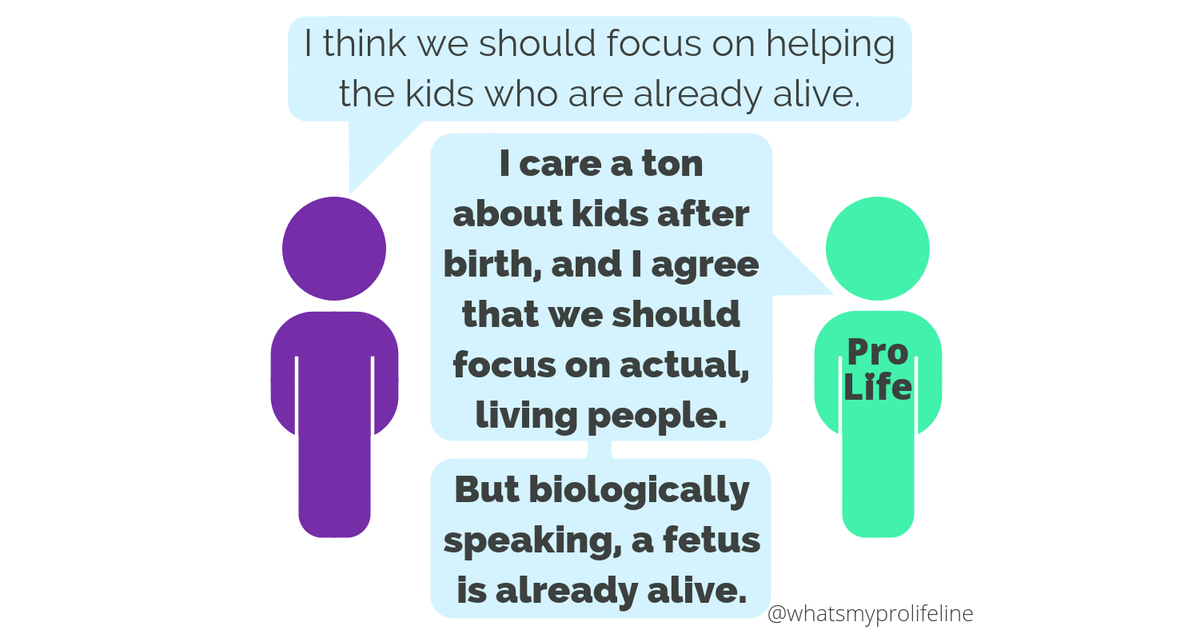 I think we should focus on helping
the kids who are already alive.
I care a ton
about kids after
birth, and I agree
that we should
focus on actual,
living people.
Pro
Life
But biologically
speaking, a fetus
is already alive.
@whatsmyprolifeline